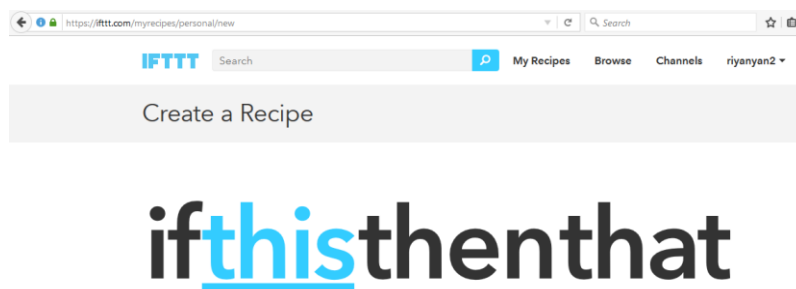 https://ifttt.com/myrecipes/personal/new Search
IFTTT Search My Recipes Browse Channels riyanyan2
Create a Recipe
ifthisthenthat